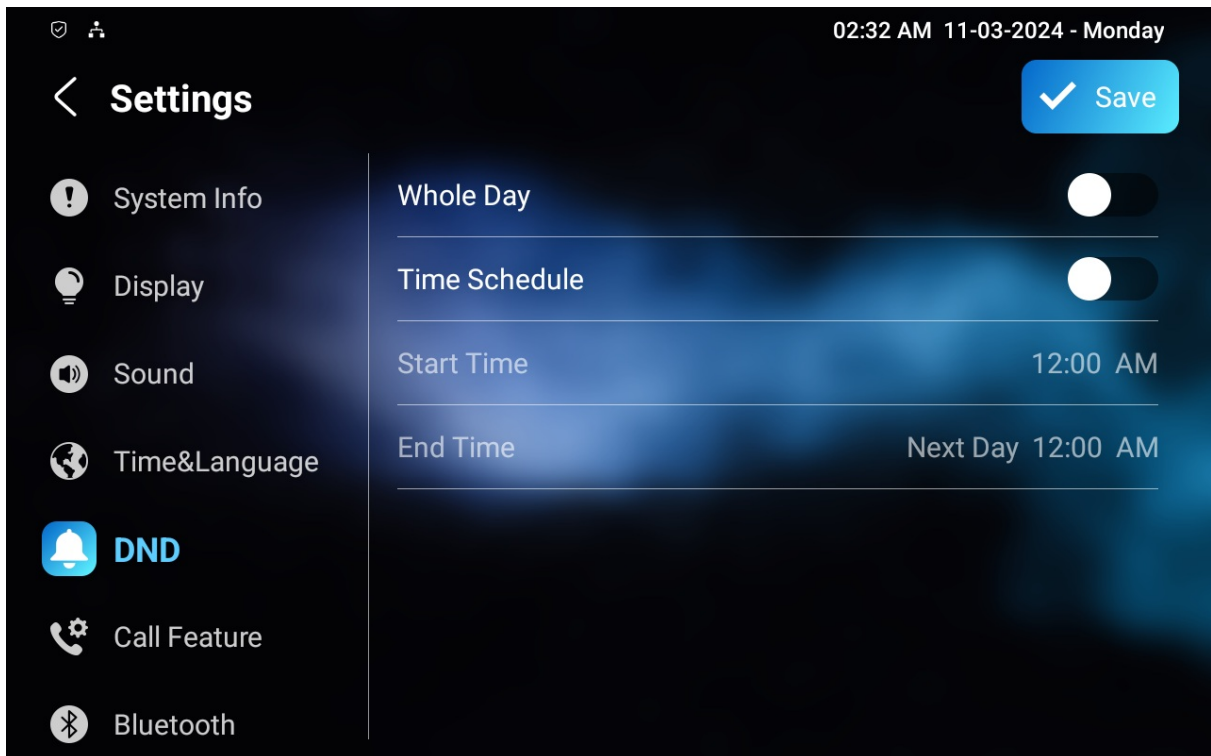 02:32 AM 11-03-2024 - Monday
Settings
Save
System Info
Display
Sound
Time&Language
DND
Call Feature
Bluetooth
Whole Day
Time Schedule
Start Time 12:00 AM
End Time Next Day 12:00 AM